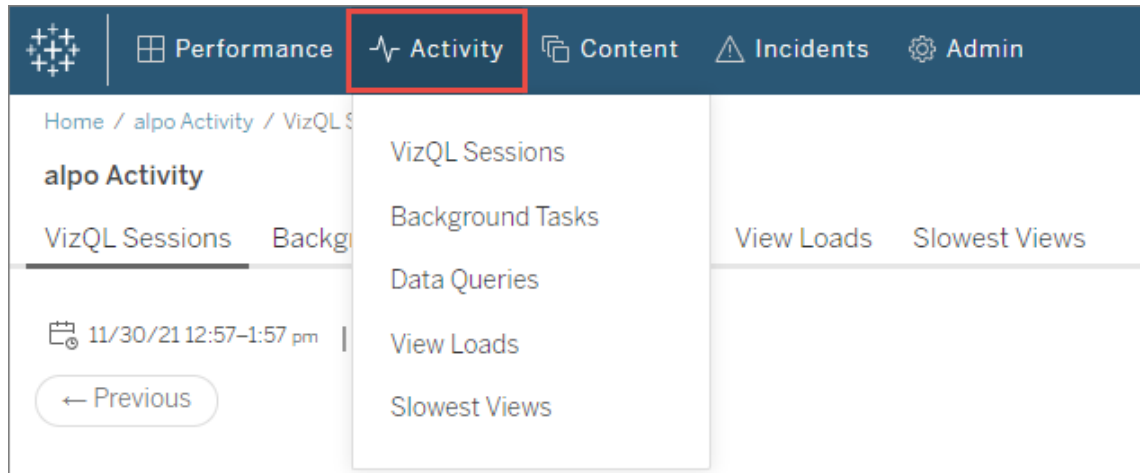 Performance Activity Content Incidents Admin
Home / alpo Activity / VizQL S
alpo Activity
VizQL Sessions Backg View Loads Slowest Views
11/30/21 12:57–1:57 pm |
← Previous
VizQL Sessions
Background Tasks
Data Queries
View Loads
Slowest Views